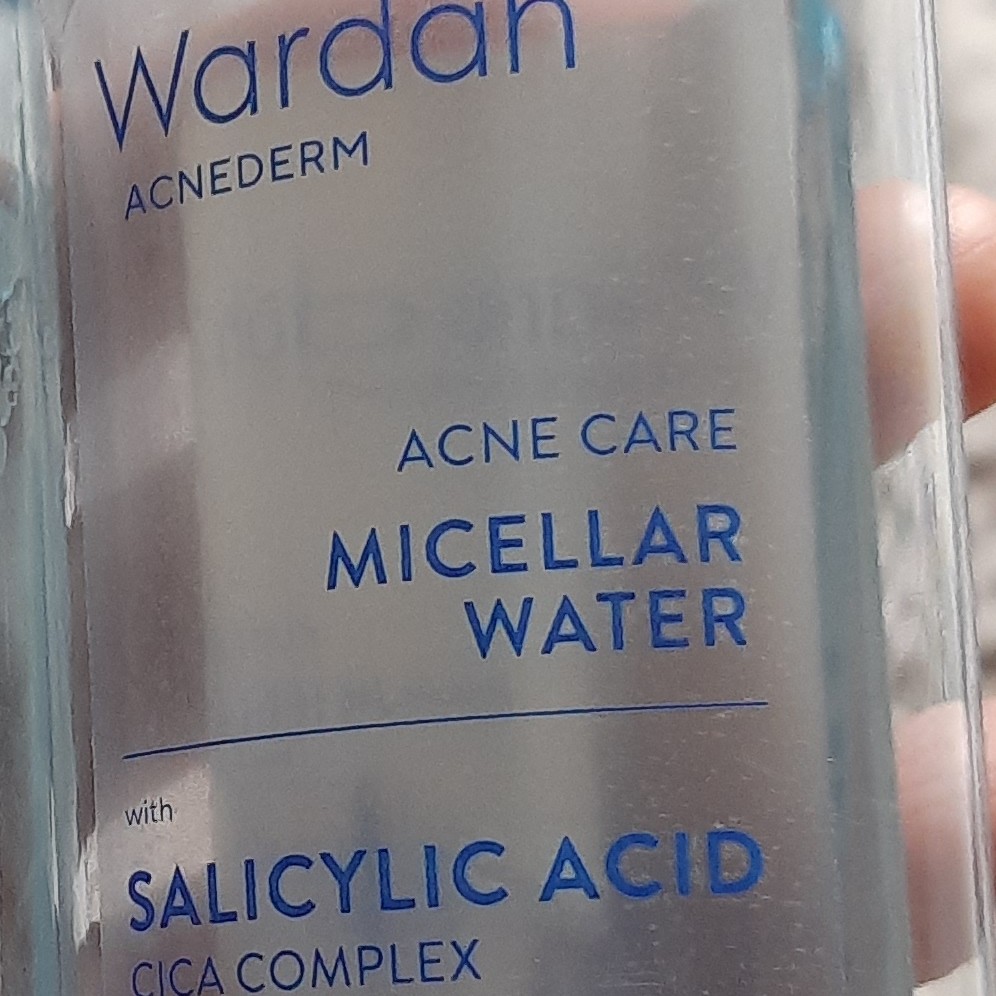 Wardah
ACNEDERM
ACNE CARE
MICELLAR
WATER
with
SALICYLIC ACID
CICA COMPLEX